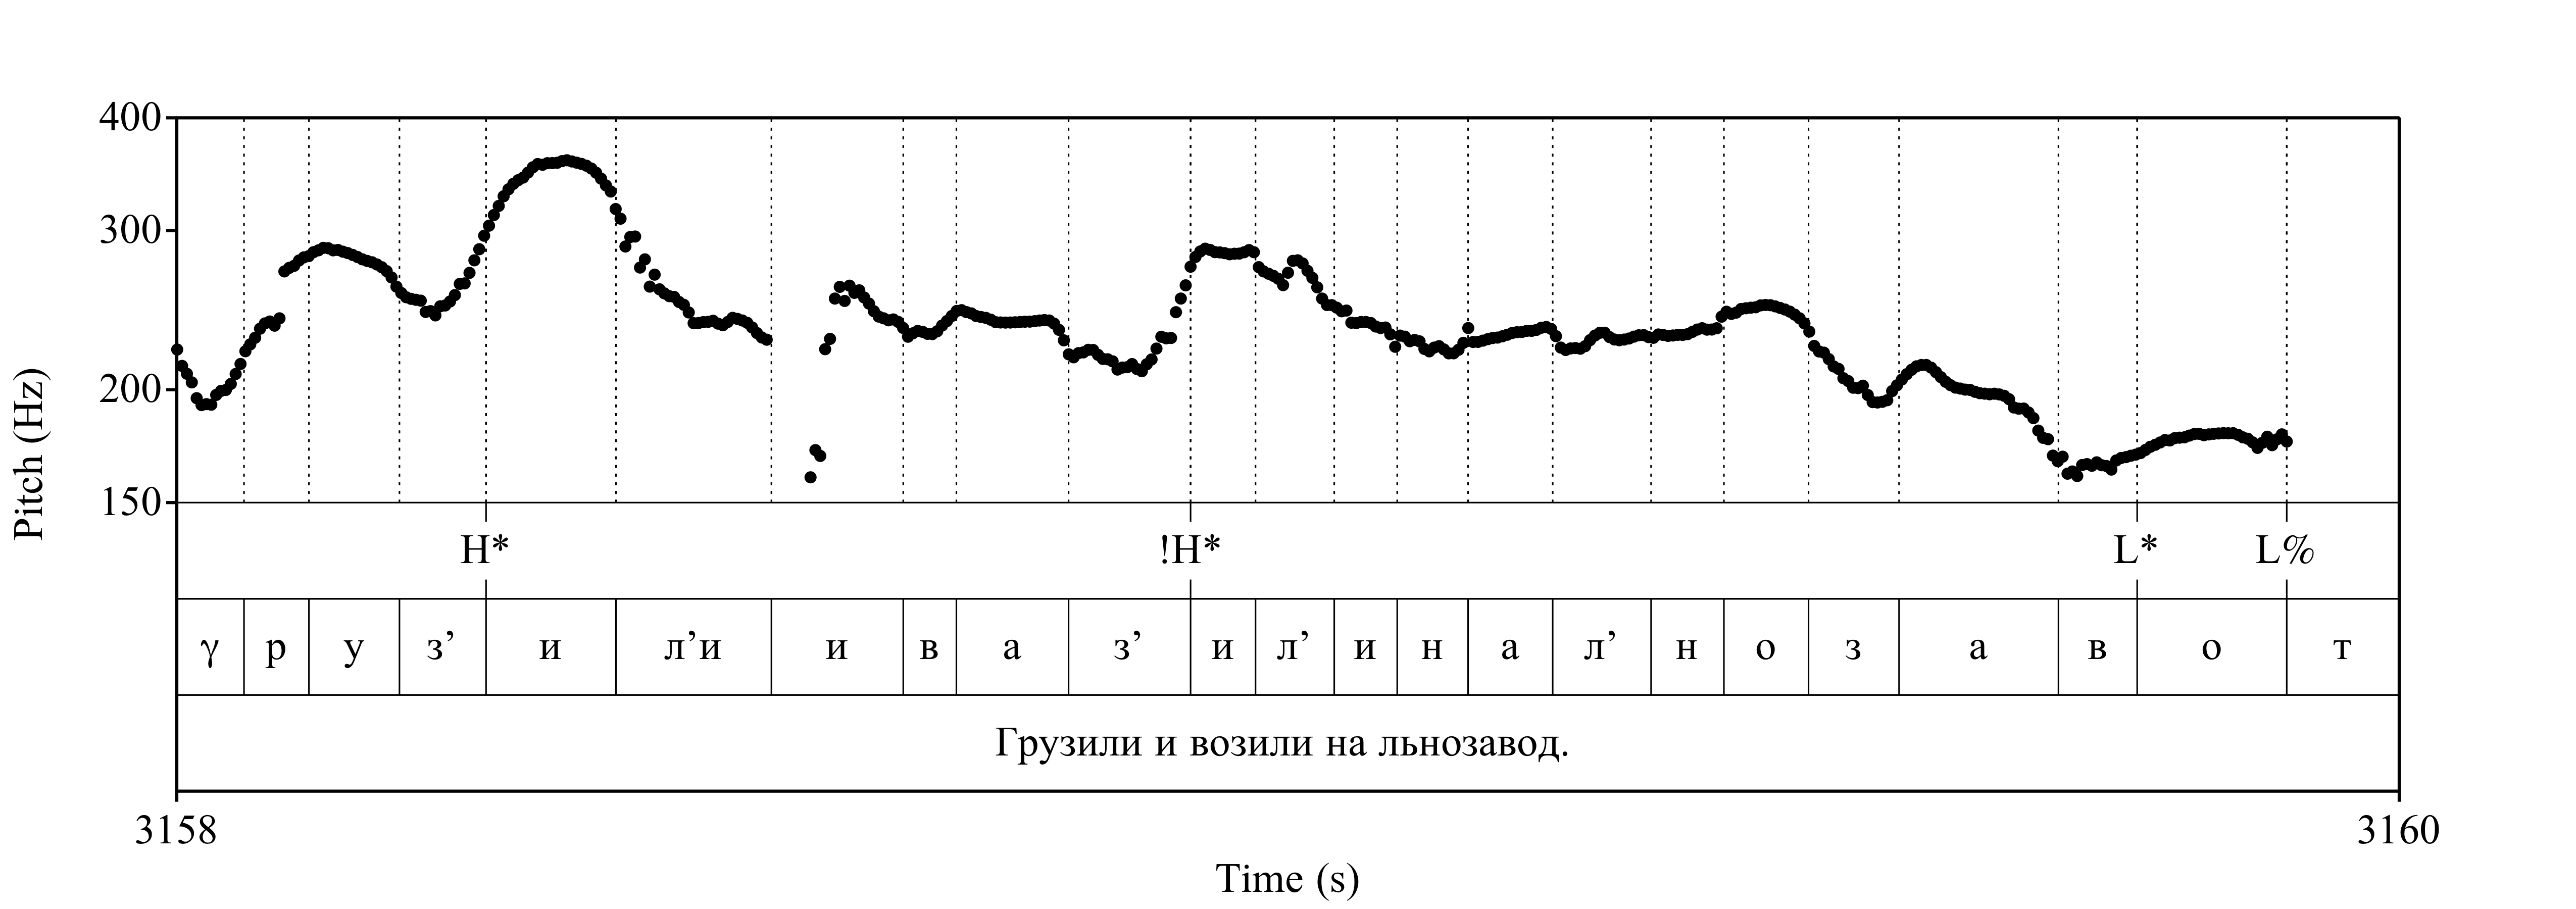 400
300
200
150
Pitch (Hz)
H* !H* L* L%
γ р у з’ и л’и и в а з’ и л’ и н а л’ н о з а в о т
Грузили и возили на льнозавод.
3158 3160
Time (s)